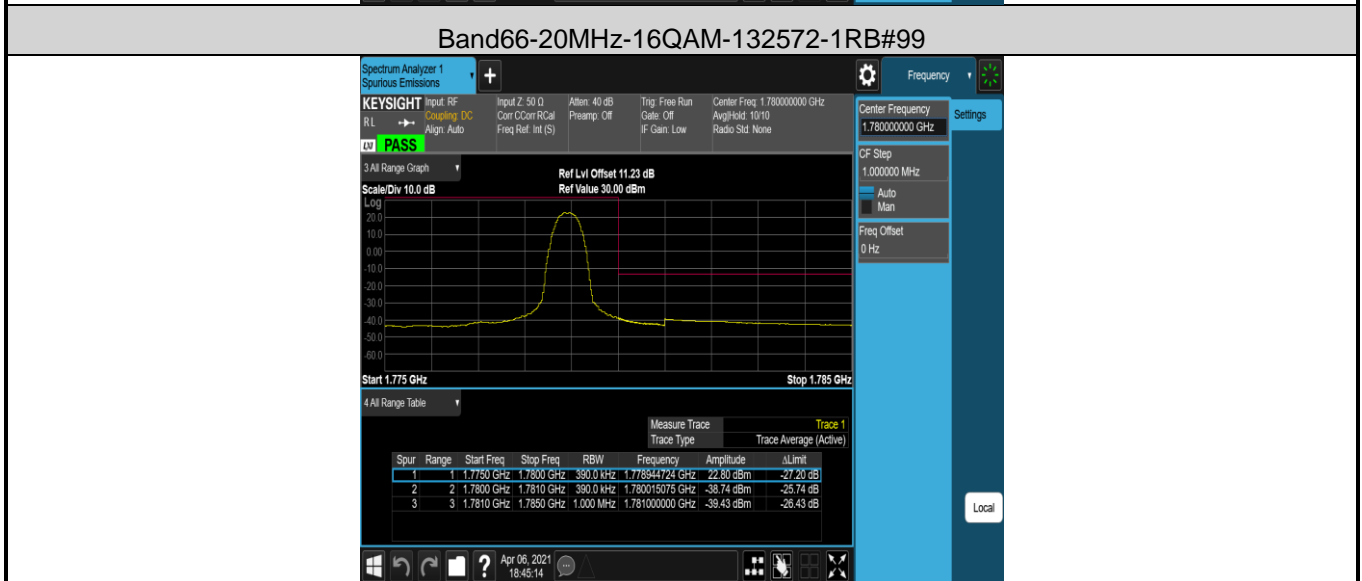 Band66-20MHz-16QAM-132572-1RB#99
Spectrum Analyzer 1
Spurious Emissions
Frequency
KEYSIGHT Input: RF Input Z: 50 Ω Atten: 40 dB Trig: Free Run Center Freq: 1.780000000 GHz
R L Coupling: DC Corr CCorr RCal Preamp: Off Gate: Off Avg|Hold: 10/10
Align: Auto Freq Ref: Int (S) IF Gain: Low Radio Std: None
LXI PASS
Center Frequency
1.780000000 GHz
Settings
CF Step
1.000000 MHz
Auto
Man
Freq Offset
0 Hz
3 All Range Graph
Ref Lvl Offset 11.23 dB
Scale/Div 10.0 dB Ref Value 30.00 dBm
Log
20.0
10.0
0.00
-10.0
-20.0
-30.0
-40.0
-50.0
-60.0
Start 1.775 GHz Stop 1.785 GHz
4 All Range Table
Measure Trace Trace 1
Trace Type Trace Average (Active)
Spur Range Start Freq Stop Freq RBW Frequency Amplitude ΔLimit
1 1 1.7750 GHz 1.7800 GHz 390.0 kHz 1.778944724 GHz 22.80 dBm -27.20 dB
2 2 1.7800 GHz 1.7810 GHz 390.0 kHz 1.780015075 GHz -38.74 dBm -25.74 dB
3 3 1.7810 GHz 1.7850 GHz 1.000 MHz 1.781000000 GHz -39.43 dBm -26.43 dB
Local
Apr 06, 2021
18:45:14